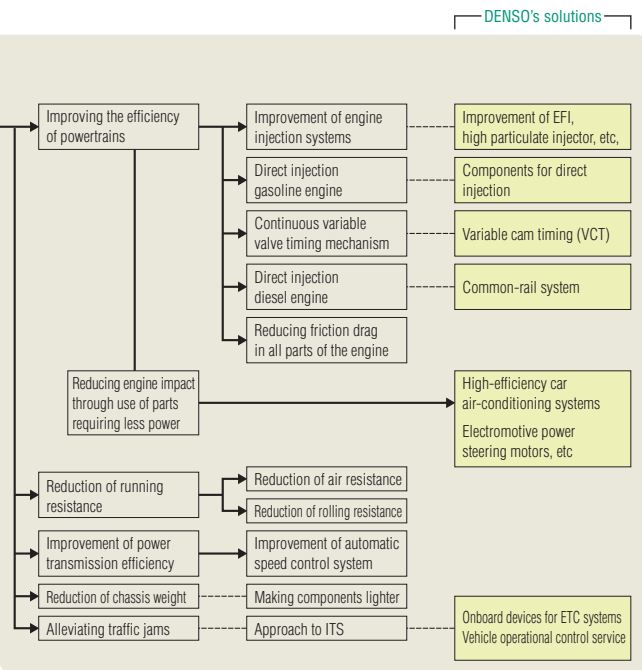 DENSO's solutions
Improving the efficiency
of powertrains
Improvement of engine
injection systems
Improvement of EFI,
high particulate injector, etc,
Direct injection
gasoline engine
Components for direct
injection
Continuous variable
valve timing mechanism
Variable cam timing (VCT)
Direct injection
diesel engine
Common-rail system
Reducing friction drag
in all parts of the engine
Reducing engine impact
through use of parts
requiring less power
High-efficiency car
air-conditioning systems
Electromotive power
steering motors, etc
Reduction of running
resistance
Reduction of air resistance
Reduction of rolling resistance
Improvement of power
transmission efficiency
Improvement of automatic
speed control system
Reduction of chassis weight
Making components lighter
Alleviating traffic jams
Approach to ITS
Onboard devices for ETC systems
Vehicle operational control service